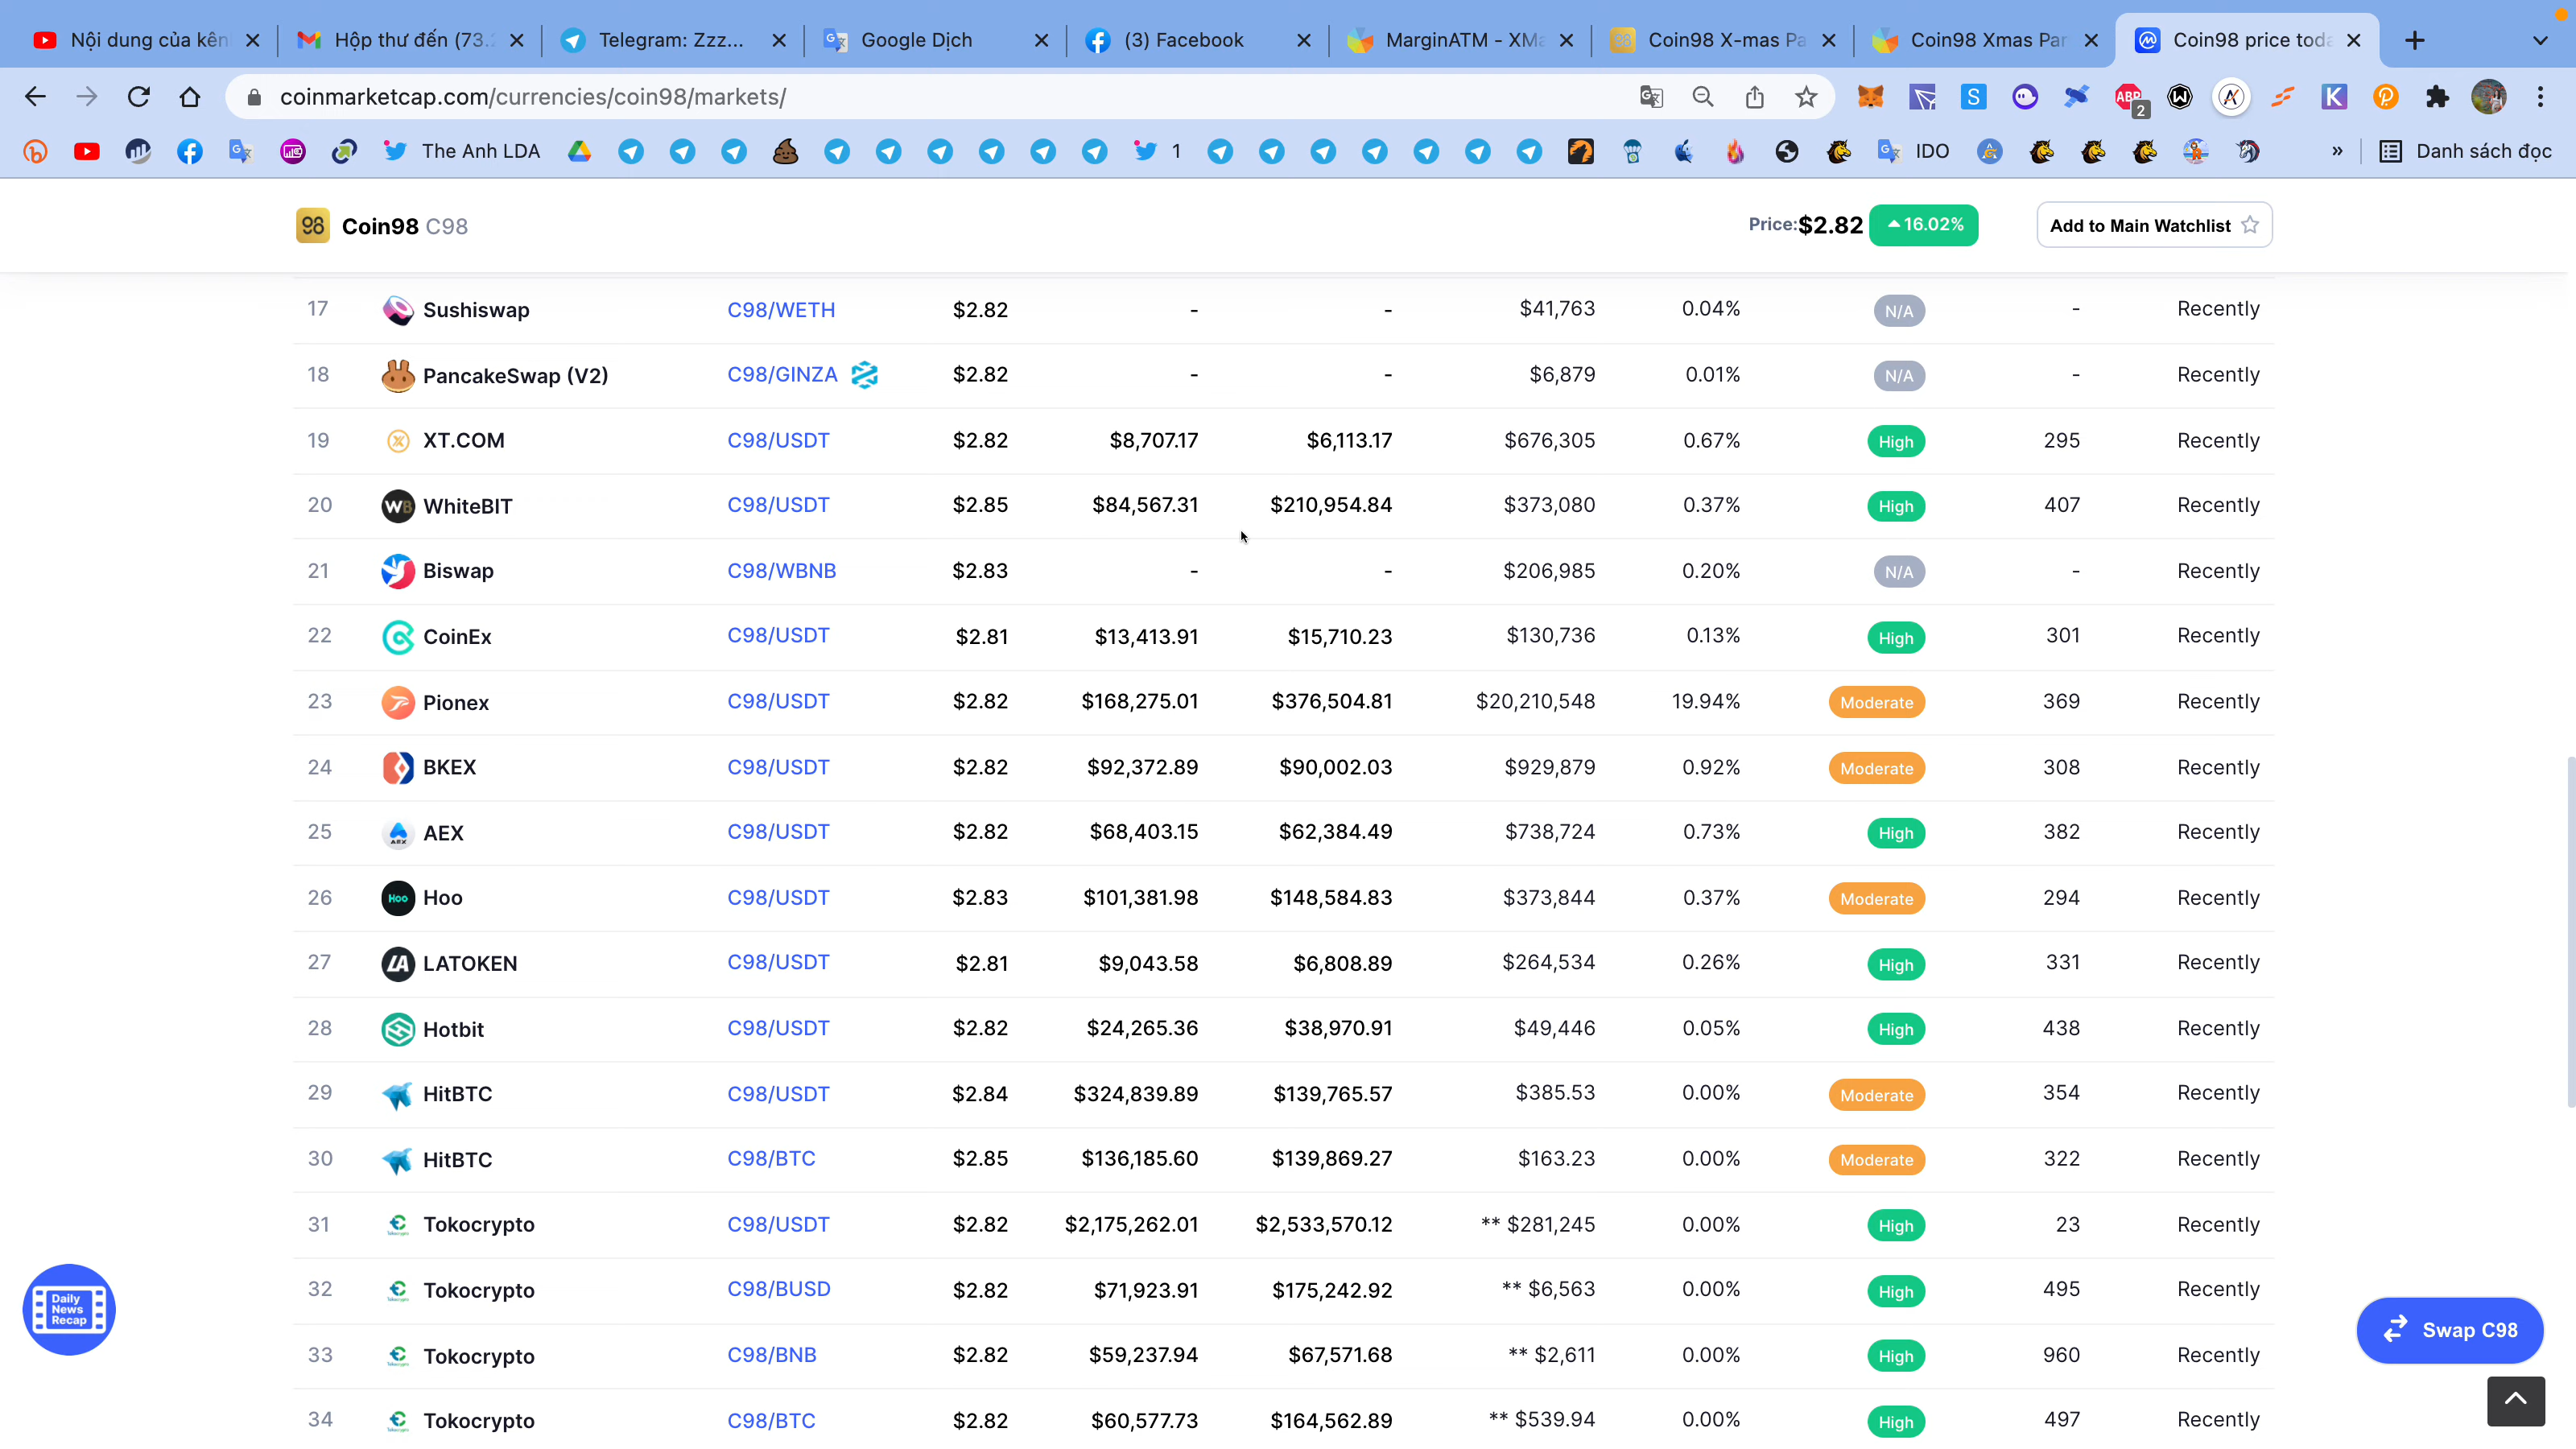 Nội dung của kên
Hộp thư đến (73.
Telegram: Zzz...
Google Dịch
(3) Facebook
MarginATM - XMa
Coin98 X-mas Pa
Coin98 Xmas Par
Coin98 price toda
coinmarketcap.com/currencies/coin98/markets/
ABP 2
The Anh LDA
1
IDO
Danh sách đọc
98 Coin98 C98
Price:$2.82 16.02%
Add to Main Watchlist
17 Sushiswap C98/WETH $2.82 - - $41,763 0.04% N/A - Recently
18 PancakeSwap (V2) C98/GINZA $2.82 - - $6,879 0.01% N/A - Recently
19 XT.COM C98/USDT $2.82 $8,707.17 $6,113.17 $676,305 0.67% High 295 Recently
20 WhiteBIT C98/USDT $2.85 $84,567.31 $210,954.84 $373,080 0.37% High 407 Recently
21 Biswap C98/WBNB $2.83 - - $206,985 0.20% N/A - Recently
22 CoinEx C98/USDT $2.81 $13,413.91 $15,710.23 $130,736 0.13% High 301 Recently
23 Pionex C98/USDT $2.82 $168,275.01 $376,504.81 $20,210,548 19.94% Moderate 369 Recently
24 BKEX C98/USDT $2.82 $92,372.89 $90,002.03 $929,879 0.92% Moderate 308 Recently
25 AEX C98/USDT $2.82 $68,403.15 $62,384.49 $738,724 0.73% High 382 Recently
26 Hoo C98/USDT $2.83 $101,381.98 $148,584.83 $373,844 0.37% Moderate 294 Recently
27 LATOKEN C98/USDT $2.81 $9,043.58 $6,808.89 $264,534 0.26% High 331 Recently
28 Hotbit C98/USDT $2.82 $24,265.36 $38,970.91 $49,446 0.05% High 438 Recently
29 HitBTC C98/USDT $2.84 $324,839.89 $139,765.57 $385.53 0.00% Moderate 354 Recently
30 HitBTC C98/BTC $2.85 $136,185.60 $139,869.27 $163.23 0.00% Moderate 322 Recently
31 Tokocrypto C98/USDT $2.82 $2,175,262.01 $2,533,570.12 ** $281,245 0.00% High 23 Recently
32 Tokocrypto C98/BUSD $2.82 $71,923.91 $175,242.92 ** $6,563 0.00% High 495 Recently
33 Tokocrypto C98/BNB $2.82 $59,237.94 $67,571.68 ** $2,611 0.00% High 960 Recently
34 Tokocrypto C98/BTC $2.82 $60,577.73 $164,562.89 ** $539.94 0.00% High 497 Recently
Daily
News
Recap
Swap C98